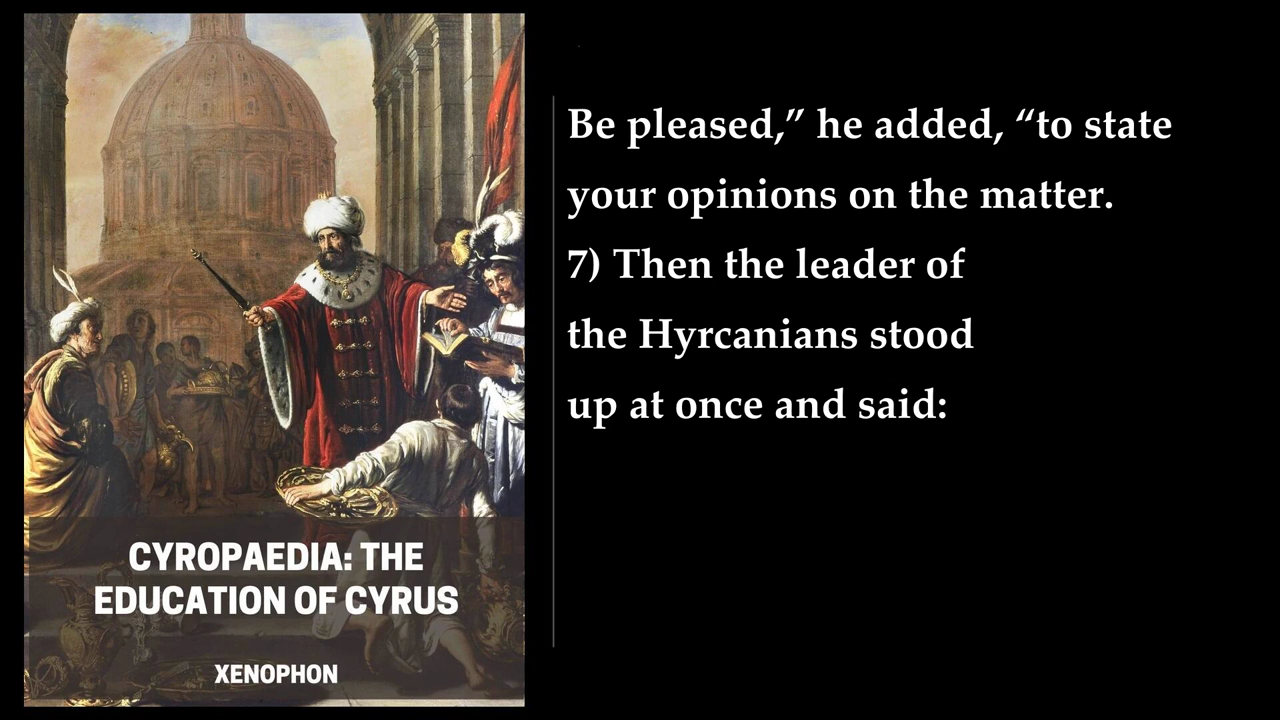 Be pleased,” he added, “to state
your opinions on the matter.
7) Then the leader of
the Hyrcanians stood
up at once and said:
CYROPAEDIA: THE
EDUCATION OF CYRUS
XENOPHON